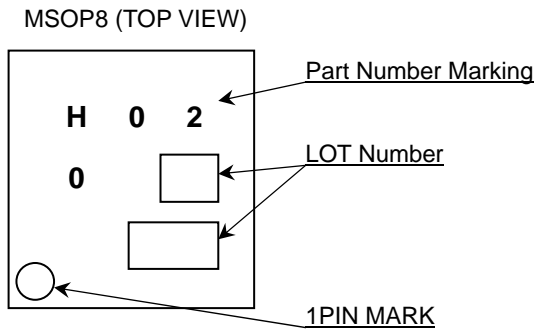 MSOP8 (TOP VIEW)
Part Number Marking
H 0 2
LOT Number
0
1PIN MARK